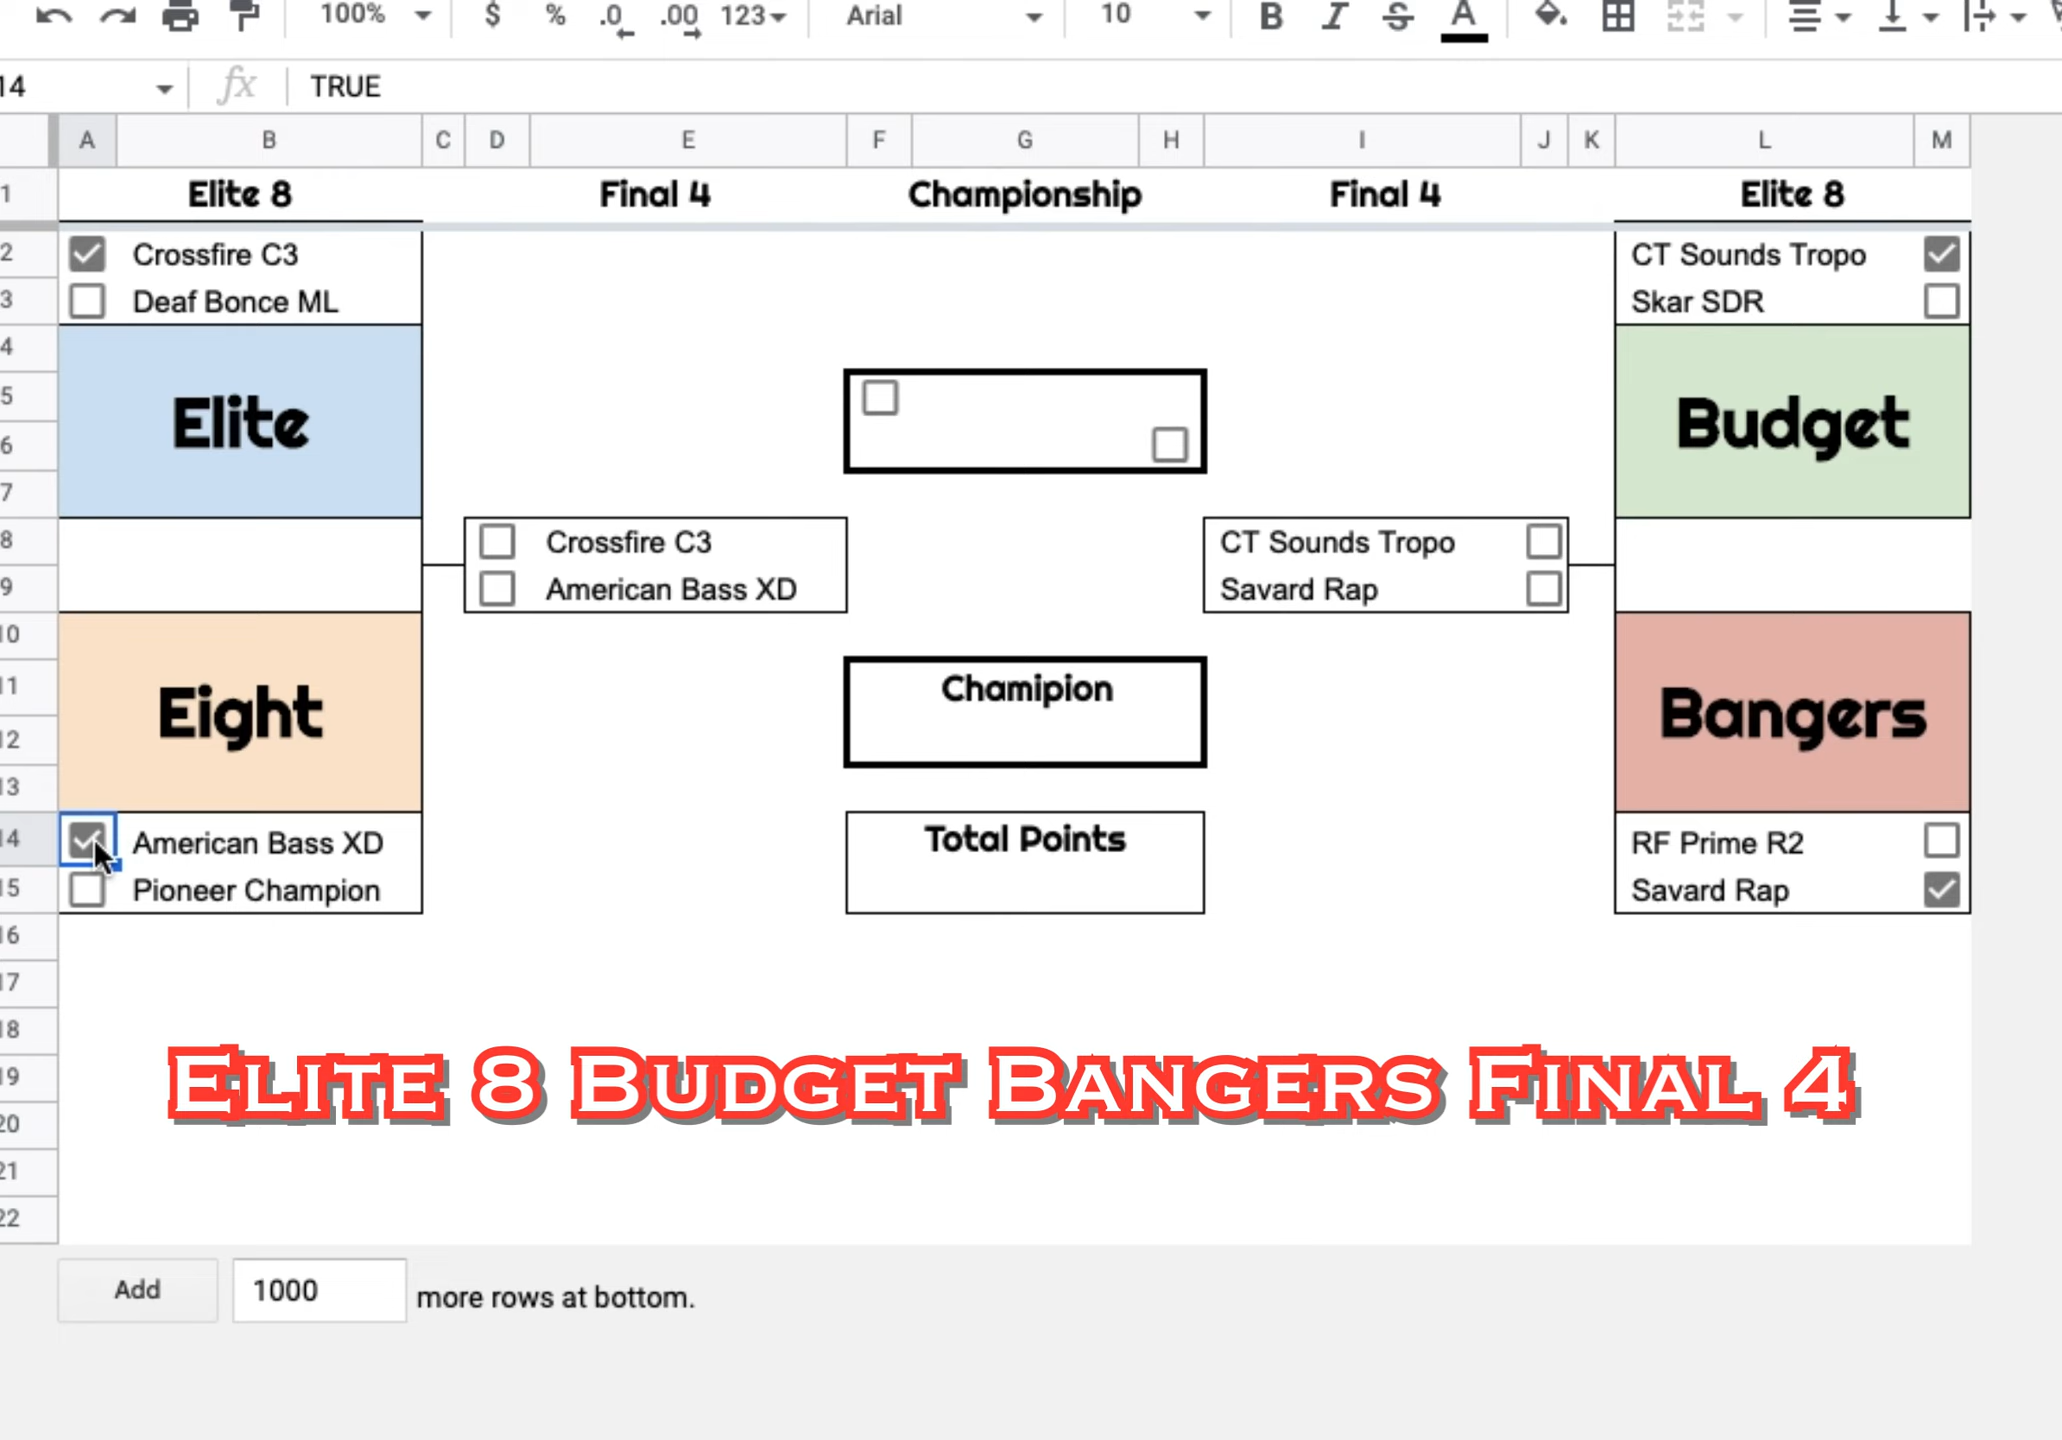 100% $ % .0 .00 123 Arial 10 B I S A
14 fx TRUE
A B C D E F G H I J K L M
1 Elite 8 Final 4 Championship Final 4 Elite 8
2 Crossfire C3 CT Sounds Tropo
3 Deaf Bonce ML Skar SDR
4
5
Elite Budget
6
7
8 Crossfire C3 CT Sounds Tropo
9 American Bass XD Savard Rap
10
11 Chamipion
Eight Bangers
12
13
14 American Bass XD Total Points RF Prime R2
15 Pioneer Champion Savard Rap
16
17
18
19
Elite 8 Budget Bangers Final 4
20
21
22
Add 1000 more rows at bottom.